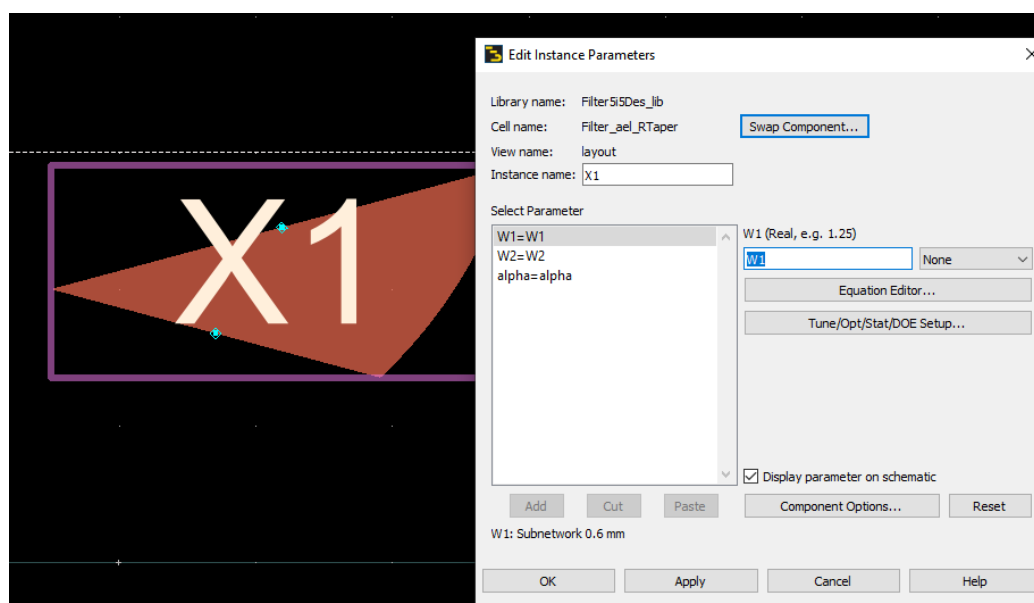 X1
Edit Instance Parameters
Library name: Filter5i5Des_lib
Cell name: Filter_ael_RTaper Swap Component...
View name: layout
Instance name: X1
Select Parameter
W1=W1
W2=W2
alpha=alpha
W1 (Real, e.g. 1.25)
W1 None
Equation Editor...
Tune/Opt/Stat/DOE Setup...
Display parameter on schematic
Add Cut Paste Component Options... Reset
W1: Subnetwork 0.6 mm
OK Apply Cancel Help